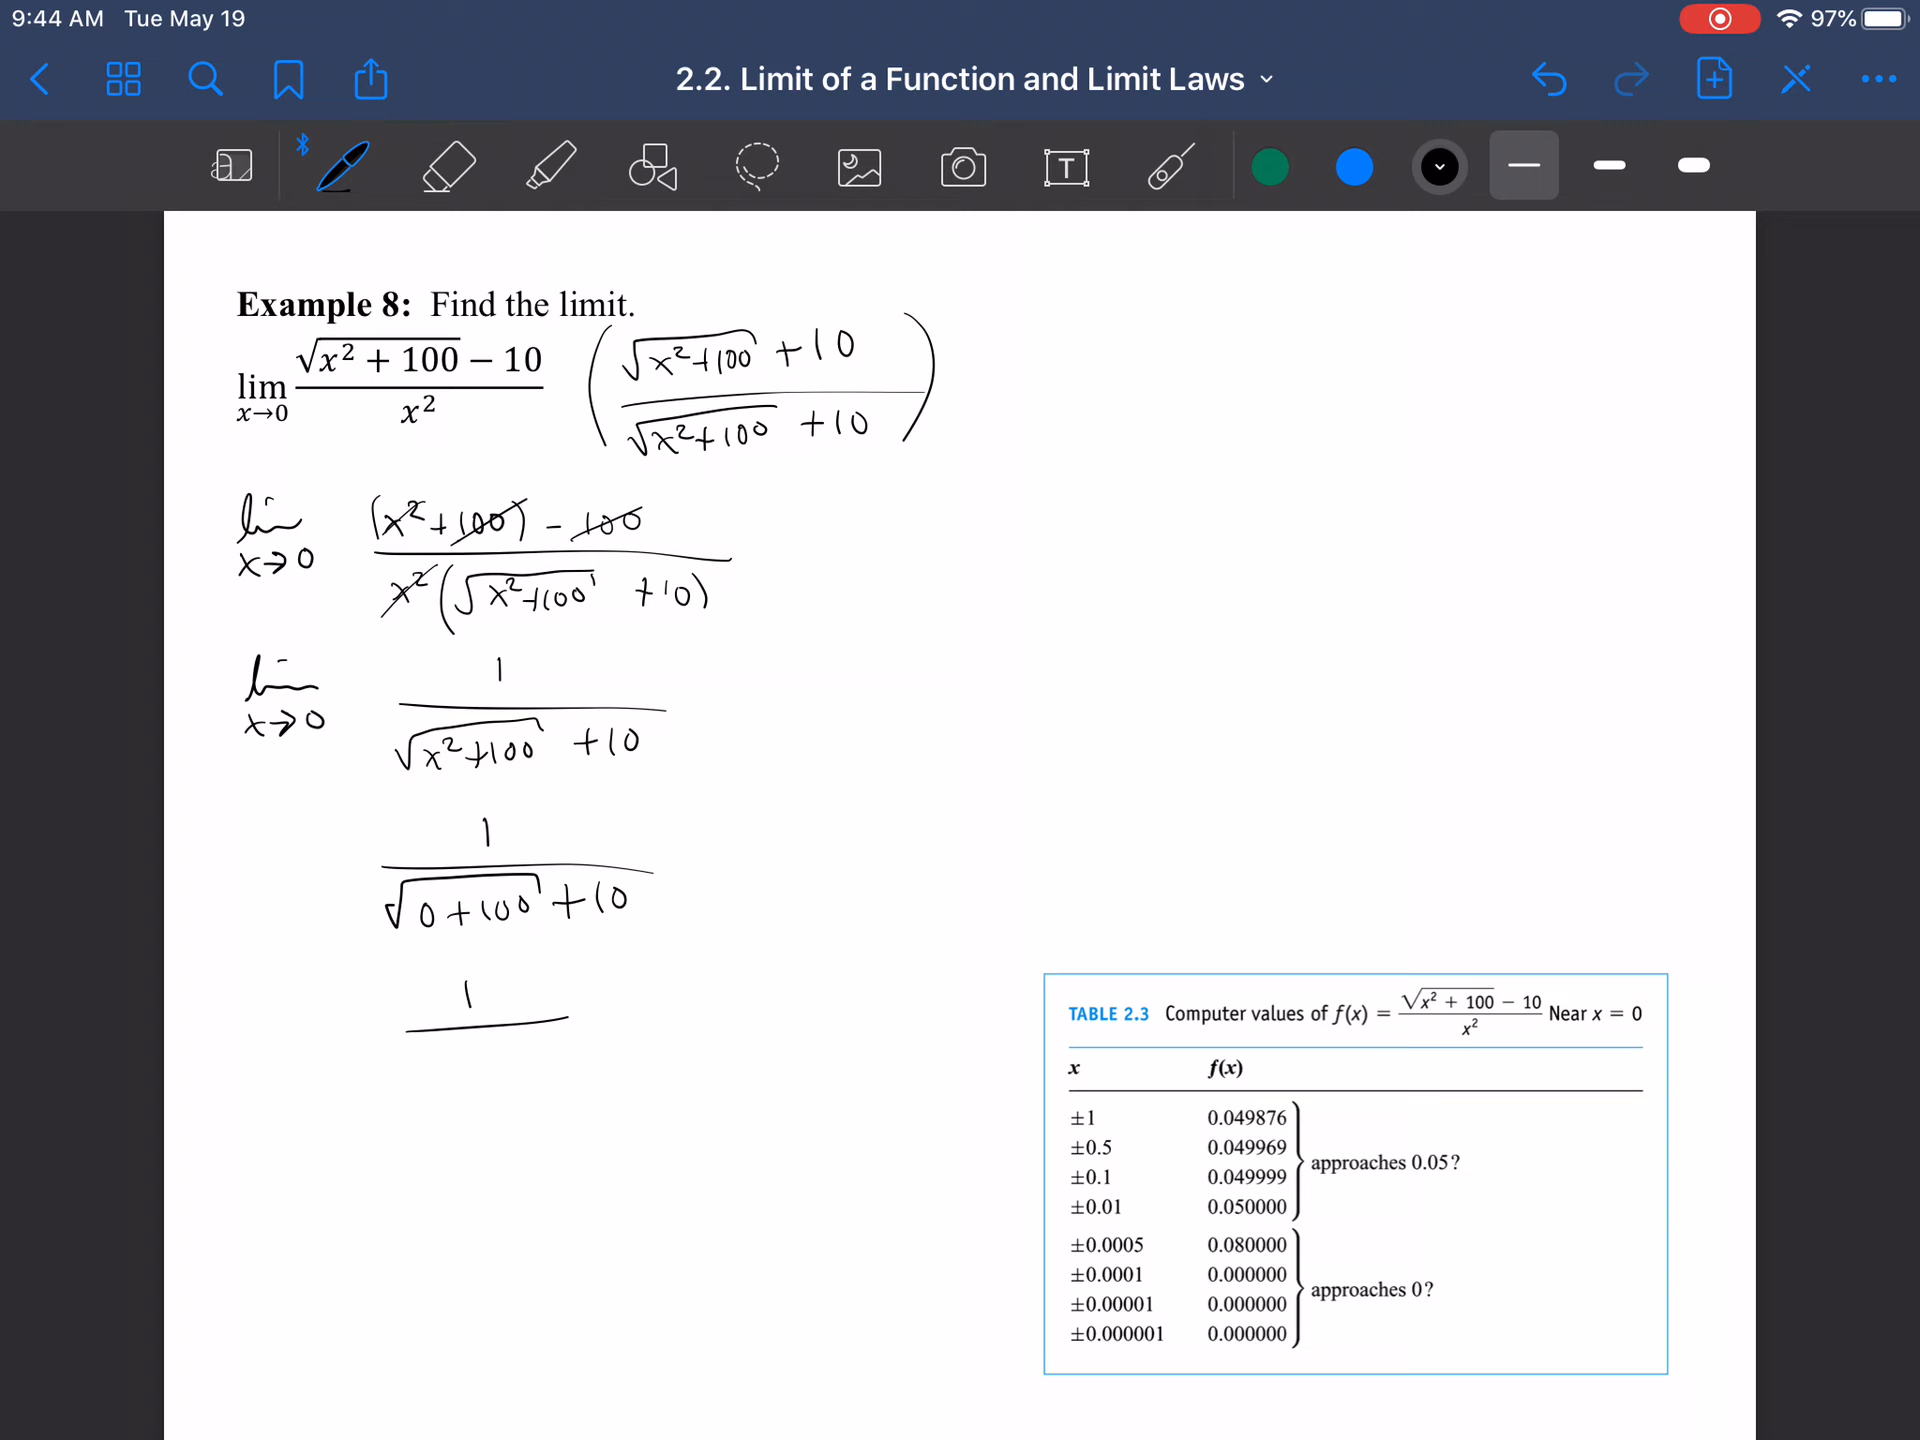 9:44 AM Tue May 19 97%
2.2. Limit of a Function and Limit Laws
T
Example 8: Find the limit.
lim x→0 (√(x² + 100) − 10)/x² ((√(x²+100) +10)/(√(x²+100) +10))
lim x→0 ((x²+100) - 100)/(x²(√(x²+100) +10))
lim x→0 1/(√(x²+100) +10)
1/(√(0+100) +10)
1
TABLE 2.3 Computer values of f(x) = (√(x² + 100) − 10)/x² Near x = 0
x f(x)
±1 0.049876
±0.5 0.049969
±0.1 0.049999
±0.01 0.050000
approaches 0.05?
±0.0005 0.080000
±0.0001 0.000000
±0.00001 0.000000
±0.000001 0.000000
approaches 0?